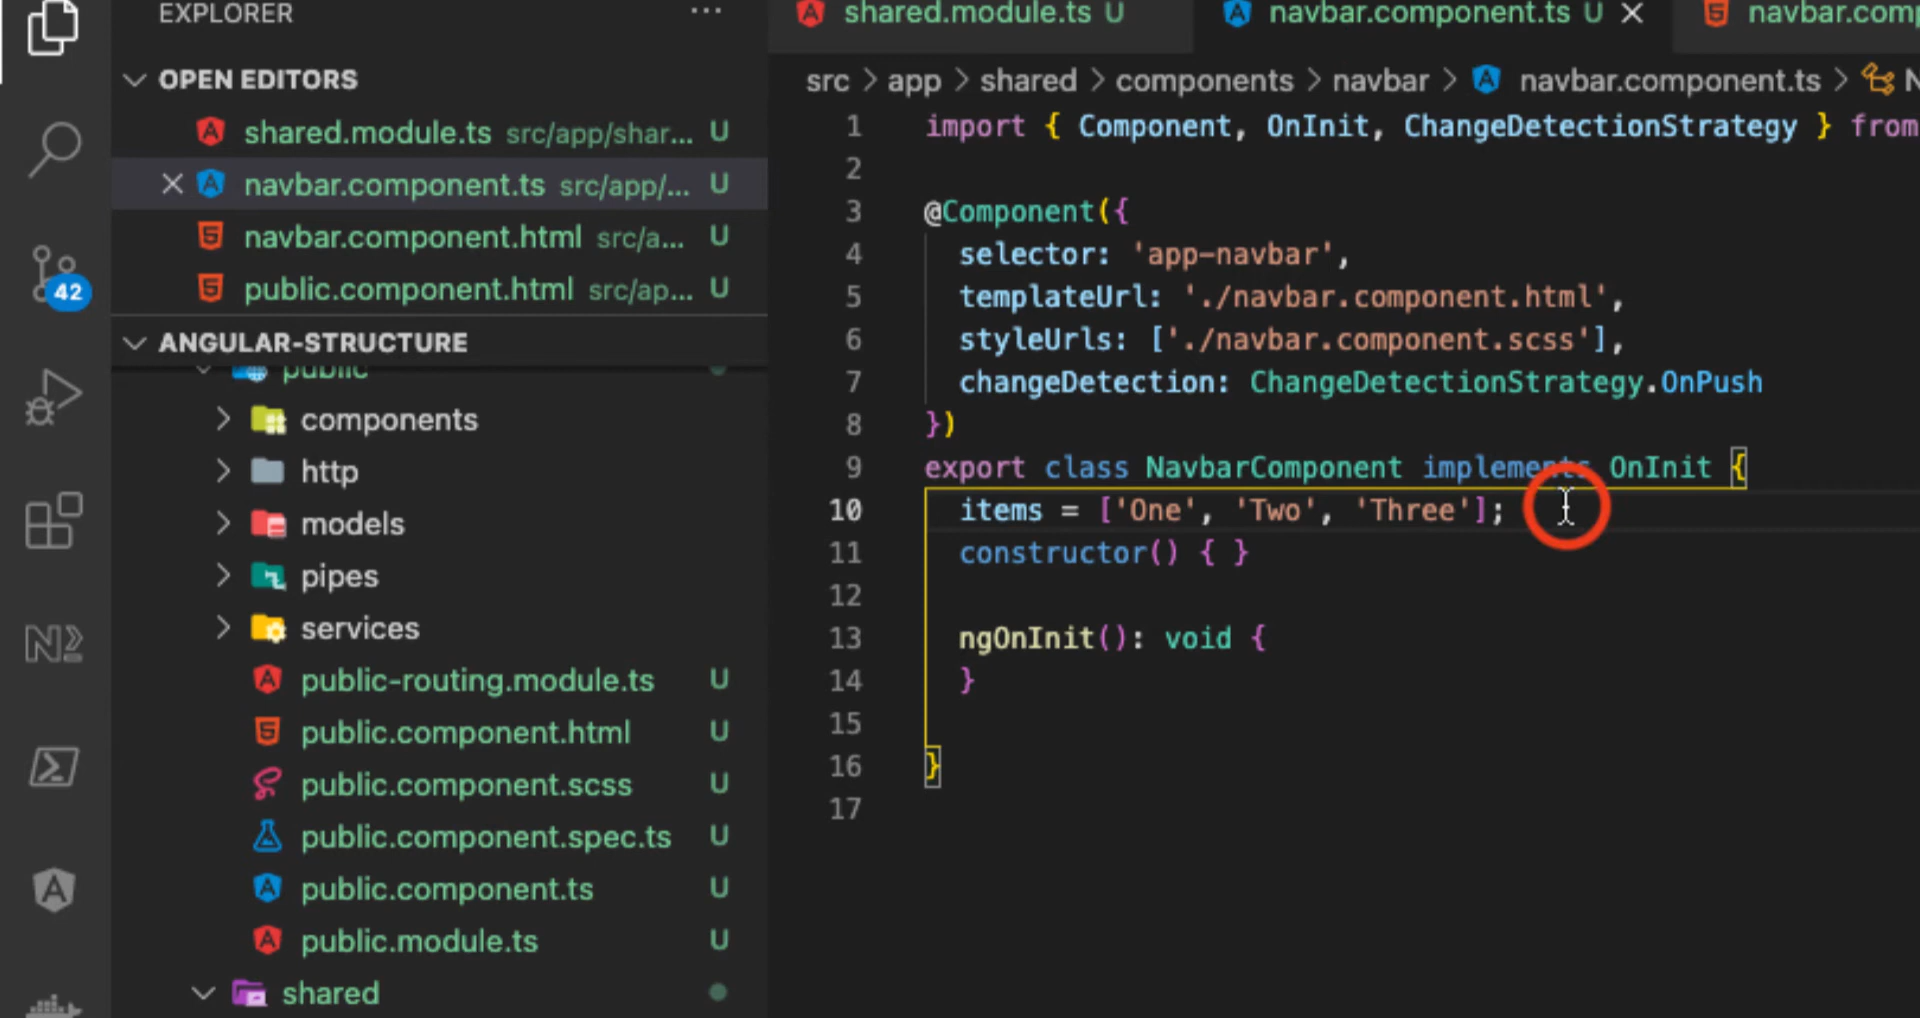 EXPLORER
OPEN EDITORS
shared.module.ts src/app/shar... U
navbar.component.ts src/app/... U
navbar.component.html src/a... U
public.component.html src/ap... U
42
ANGULAR-STRUCTURE
public
components
http
models
pipes
services
public-routing.module.ts U
public.component.html U
public.component.scss U
public.component.spec.ts U
public.component.ts U
public.module.ts U
shared
shared.module.ts U
navbar.component.ts U
navbar.comp
src > app > shared > components > navbar > navbar.component.ts > N
1 import { Component, OnInit, ChangeDetectionStrategy } from
2
3 @Component({
4 selector: 'app-navbar',
5 templateUrl: './navbar.component.html',
6 styleUrls: ['./navbar.component.scss'],
7 changeDetection: ChangeDetectionStrategy.OnPush
8 })
9 export class NavbarComponent implements OnInit {
10 items = ['One', 'Two', 'Three'];
11 constructor() { }
12
13 ngOnInit(): void {
14 }
15
16 }
17